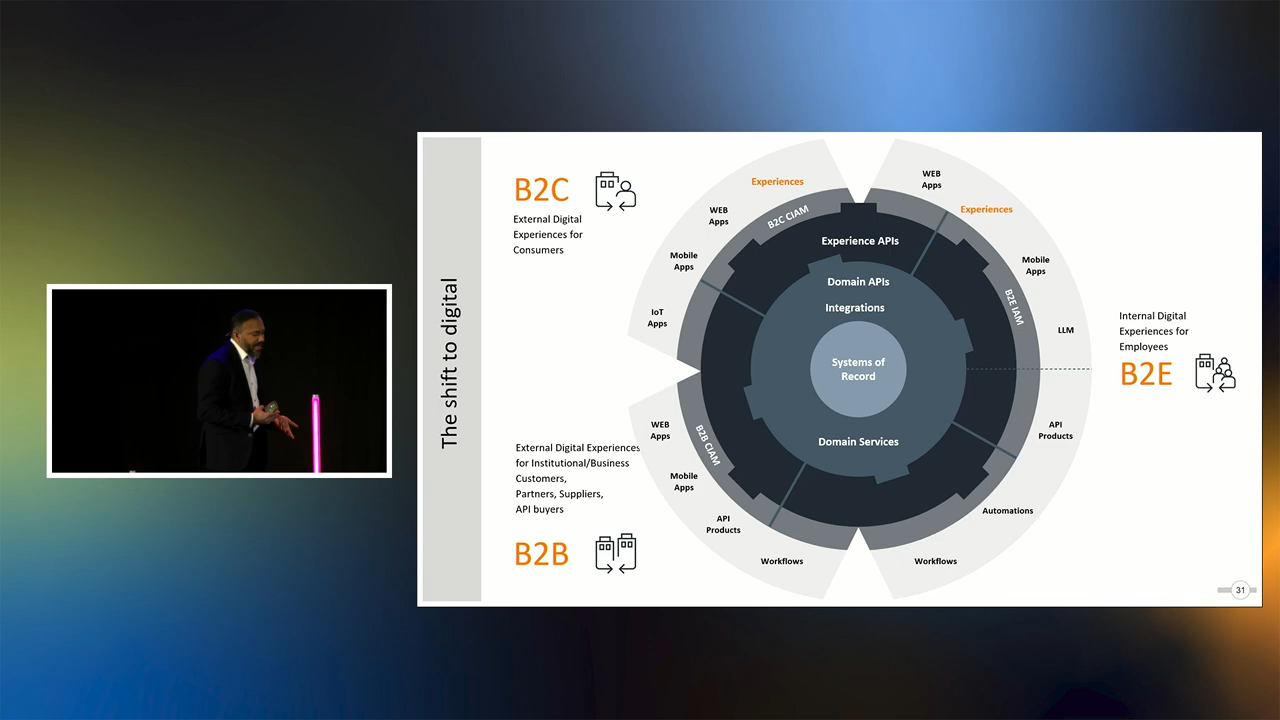 The shift to digital
B2C
External Digital
Experiences for
Consumers
External Digital Experiences
for Institutional/Business
Customers,
Partners, Suppliers,
API buyers
B2B
Experiences
WEB
Apps
Mobile
Apps
IoT
Apps
B2C CIAM
WEB
Apps
Mobile
Apps
API
Products
Workflows
B2B CIAM
Experience APIs
Domain APIs
Integrations
Systems of
Record
Domain Services
WEB
Apps
Experiences
Mobile
Apps
B2E IAM
LLM
API
Products
Automations
Workflows
Internal Digital
Experiences for
Employees
B2E
31